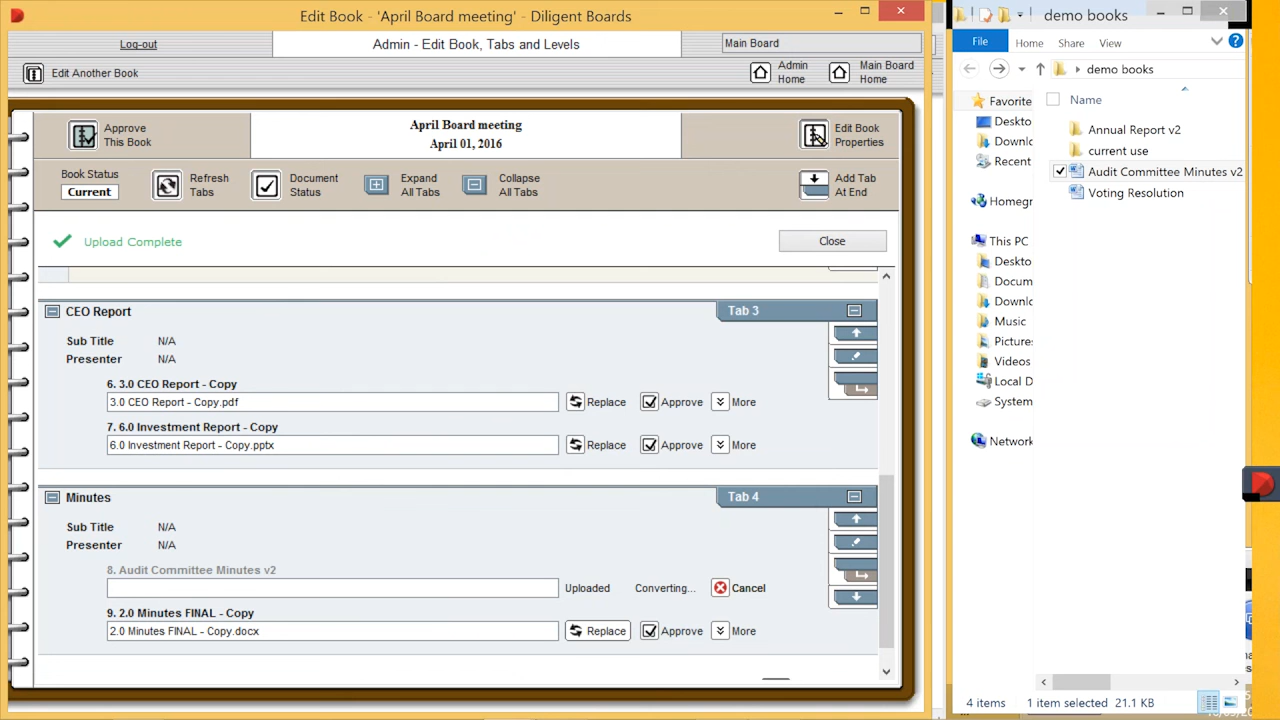 Edit Book - 'April Board meeting' - Diligent Boards
Log-out
Admin - Edit Book, Tabs and Levels
Main Board
Edit Another Book
Admin
Home
Main Board
Home
Approve
This Book
April Board meeting
April 01, 2016
Edit Book
Properties
Book Status
Current
Refresh
Tabs
Document
Status
Expand
All Tabs
Collapse
All Tabs
Add Tab
At End
Upload Complete
Close
CEO Report
Tab 3
Sub Title N/A
Presenter N/A
6. 3.0 CEO Report - Copy
3.0 CEO Report - Copy.pdf
Replace
Approve
More
7. 6.0 Investment Report - Copy
6.0 Investment Report - Copy.pptx
Replace
Approve
More
Minutes
Tab 4
Sub Title N/A
Presenter N/A
8. Audit Committee Minutes v2
Uploaded
Converting...
Cancel
9. 2.0 Minutes FINAL - Copy
2.0 Minutes FINAL - Copy.docx
Replace
Approve
More
demo books
File
Home
Share
View
demo books
Name
Favorite
Deskto
Downl
Recent
Homegr
This PC
Deskto
Docum
Downl
Music
Picture
Videos
Local D
System
Network
Annual Report v2
current use
Audit Committee Minutes v2
Voting Resolution
4 items
1 item selected 21.1 KB